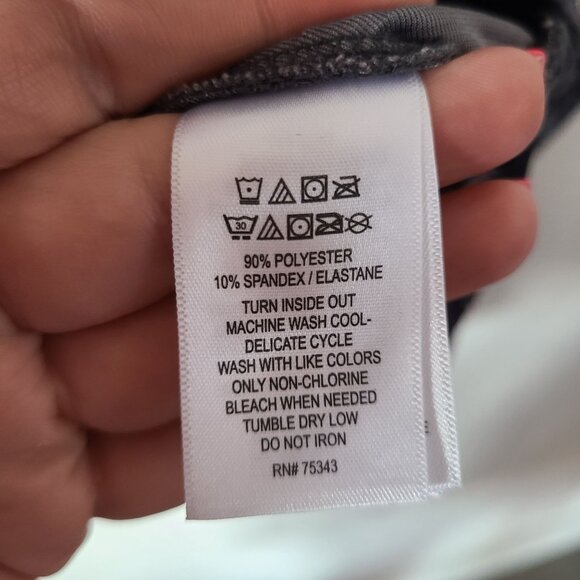 30
90% POLYESTER
10% SPANDEX / ELASTANE
TURN INSIDE OUT
MACHINE WASH COOL-
DELICATE CYCLE
WASH WITH LIKE COLORS
ONLY NON-CHLORINE
BLEACH WHEN NEEDED
TUMBLE DRY LOW
DO NOT IRON
RN# 75343
E